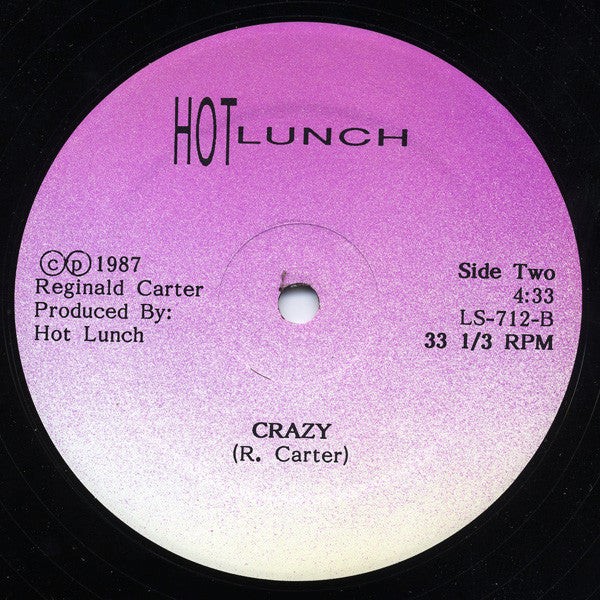 HOT LUNCH
ⓒⓟ1987
Reginald Carter
Produced By:
Hot Lunch
Side Two
4:33
LS-712-B
33 1/3 RPM
CRAZY
(R. Carter)